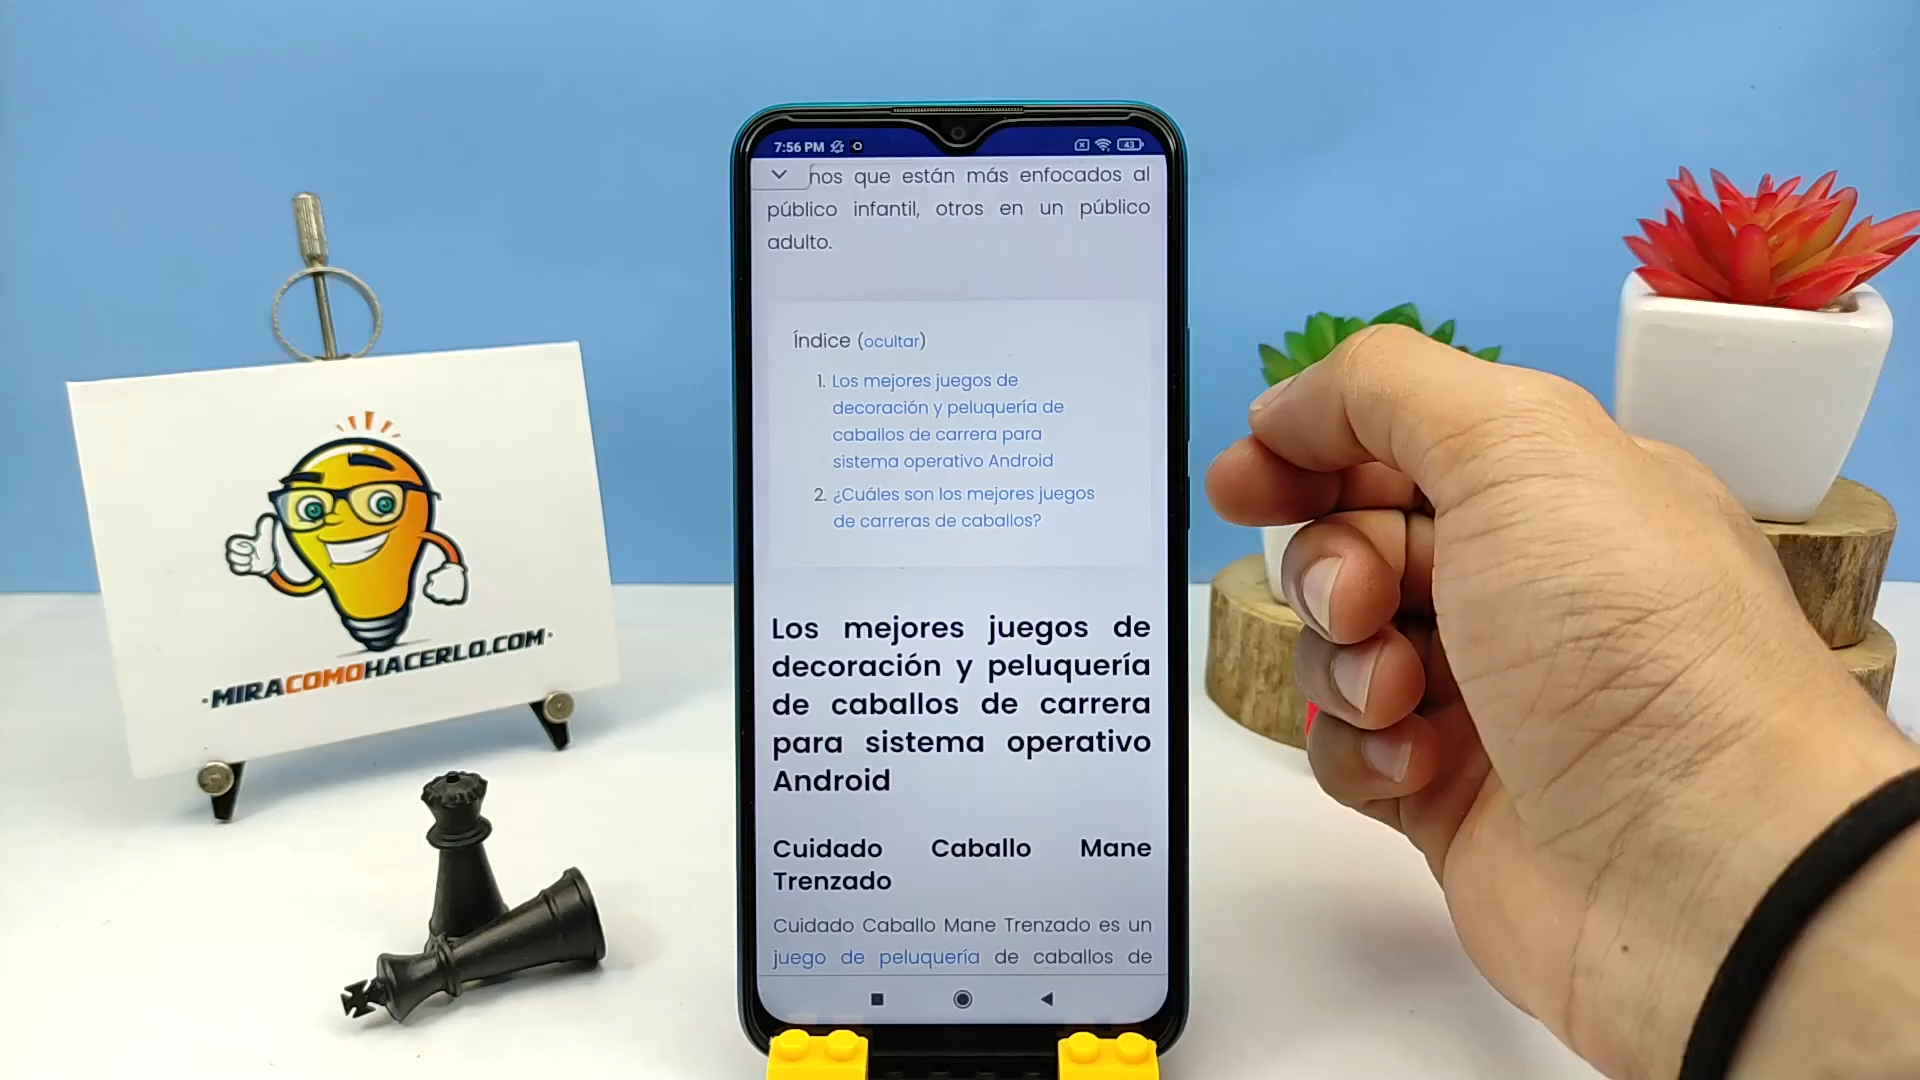 ·MIRACOMOHACERLO.COM·
7:56 PM
43
nos que están más enfocados al
público infantil, otros en un público
adulto.
Índice (ocultar)
1. Los mejores juegos de
decoración y peluquería de
caballos de carrera para
sistema operativo Android
2. ¿Cuáles son los mejores juegos
de carreras de caballos?
Los mejores juegos de
decoración y peluquería
de caballos de carrera
para sistema operativo
Android
Cuidado Caballo Mane
Trenzado
Cuidado Caballo Mane Trenzado es un
juego de peluquería de caballos de